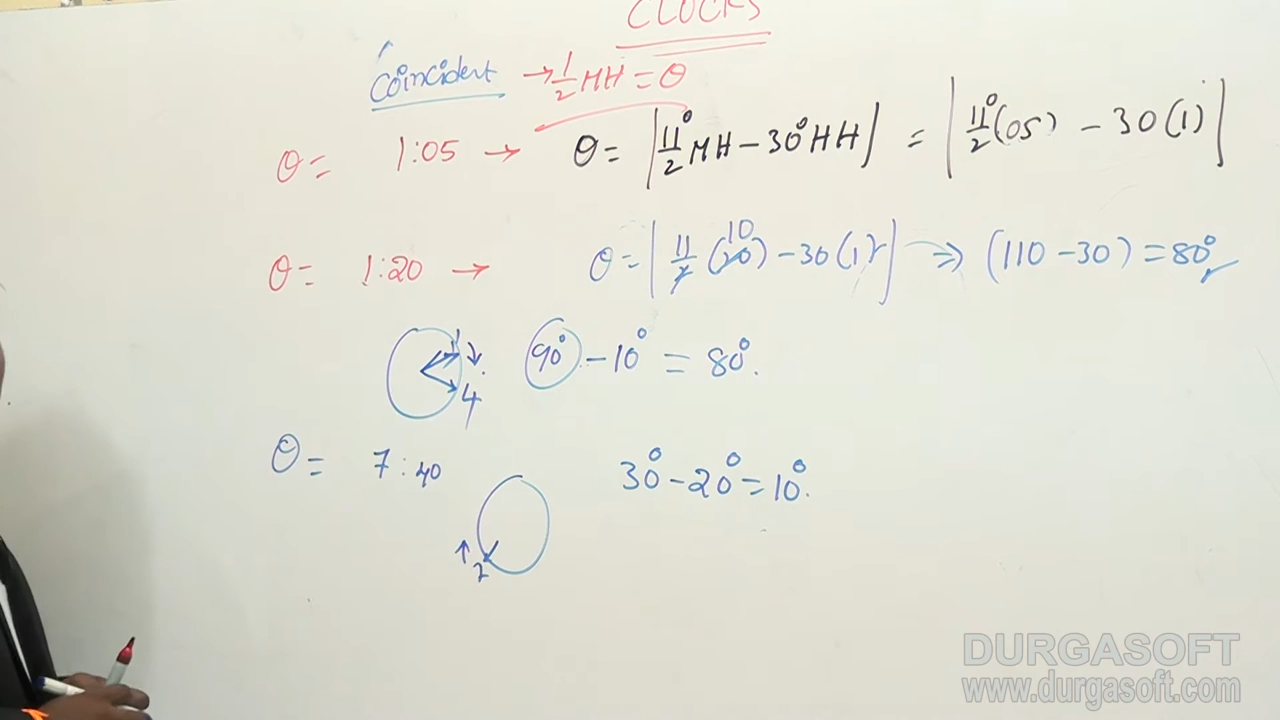 CLOCKS
Coincident → 1/2 MH = θ
θ = 1:05 → θ = |11°/2 MH - 30° HH| = |11°/2 (05) - 30(1)|
θ = 1:20 → θ = |11/2 (20) 10 - 30(1)| ⇒ (110 - 30) = 80°
1
4
90° - 10° = 80°.
θ = 7:40
30° - 20° = 10°.
DURGASOFT
www.durgasoft.com